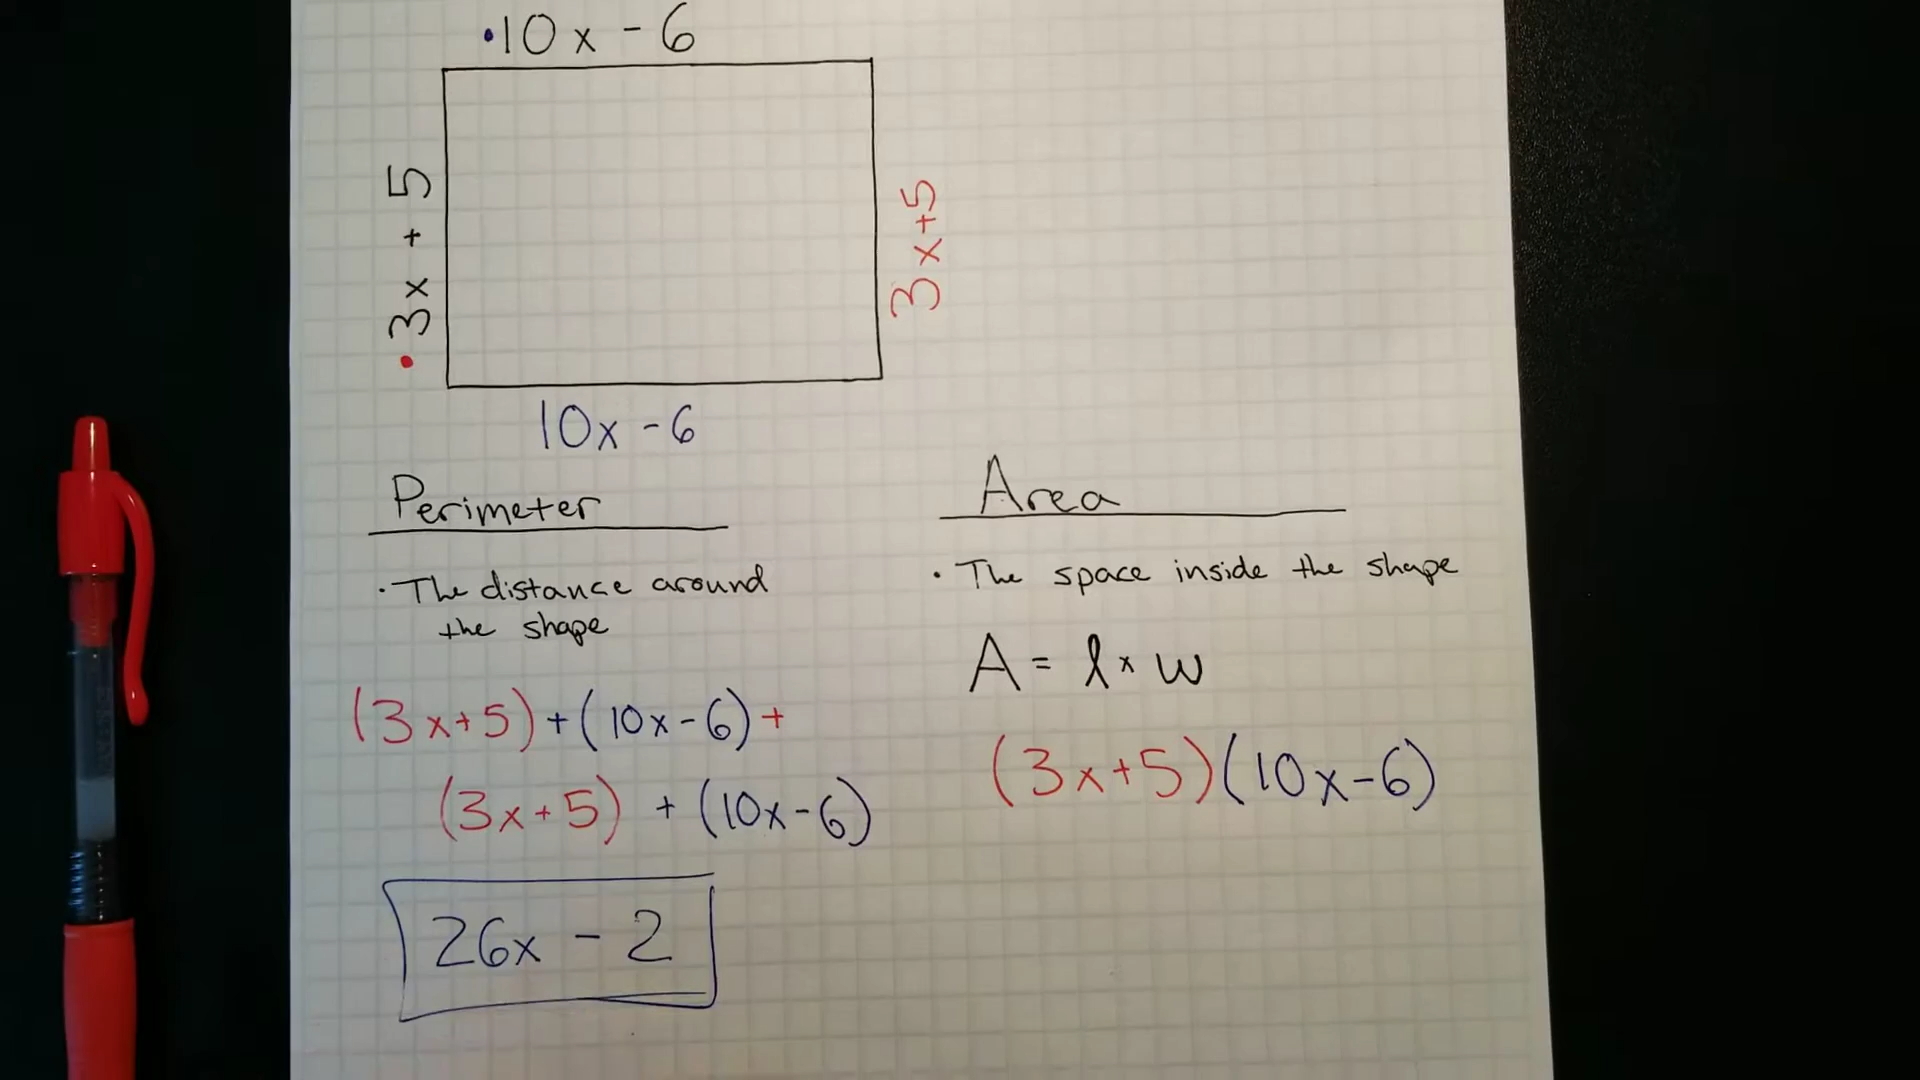 ·10x - 6
·3x + 5
3x+5
10x - 6
Perimeter
· The distance around
the shape
(3x+5)+(10x-6)+
(3x+5) + (10x-6)
26x - 2
Area
· The space inside the shape
A = l × w
(3x+5)(10x-6)